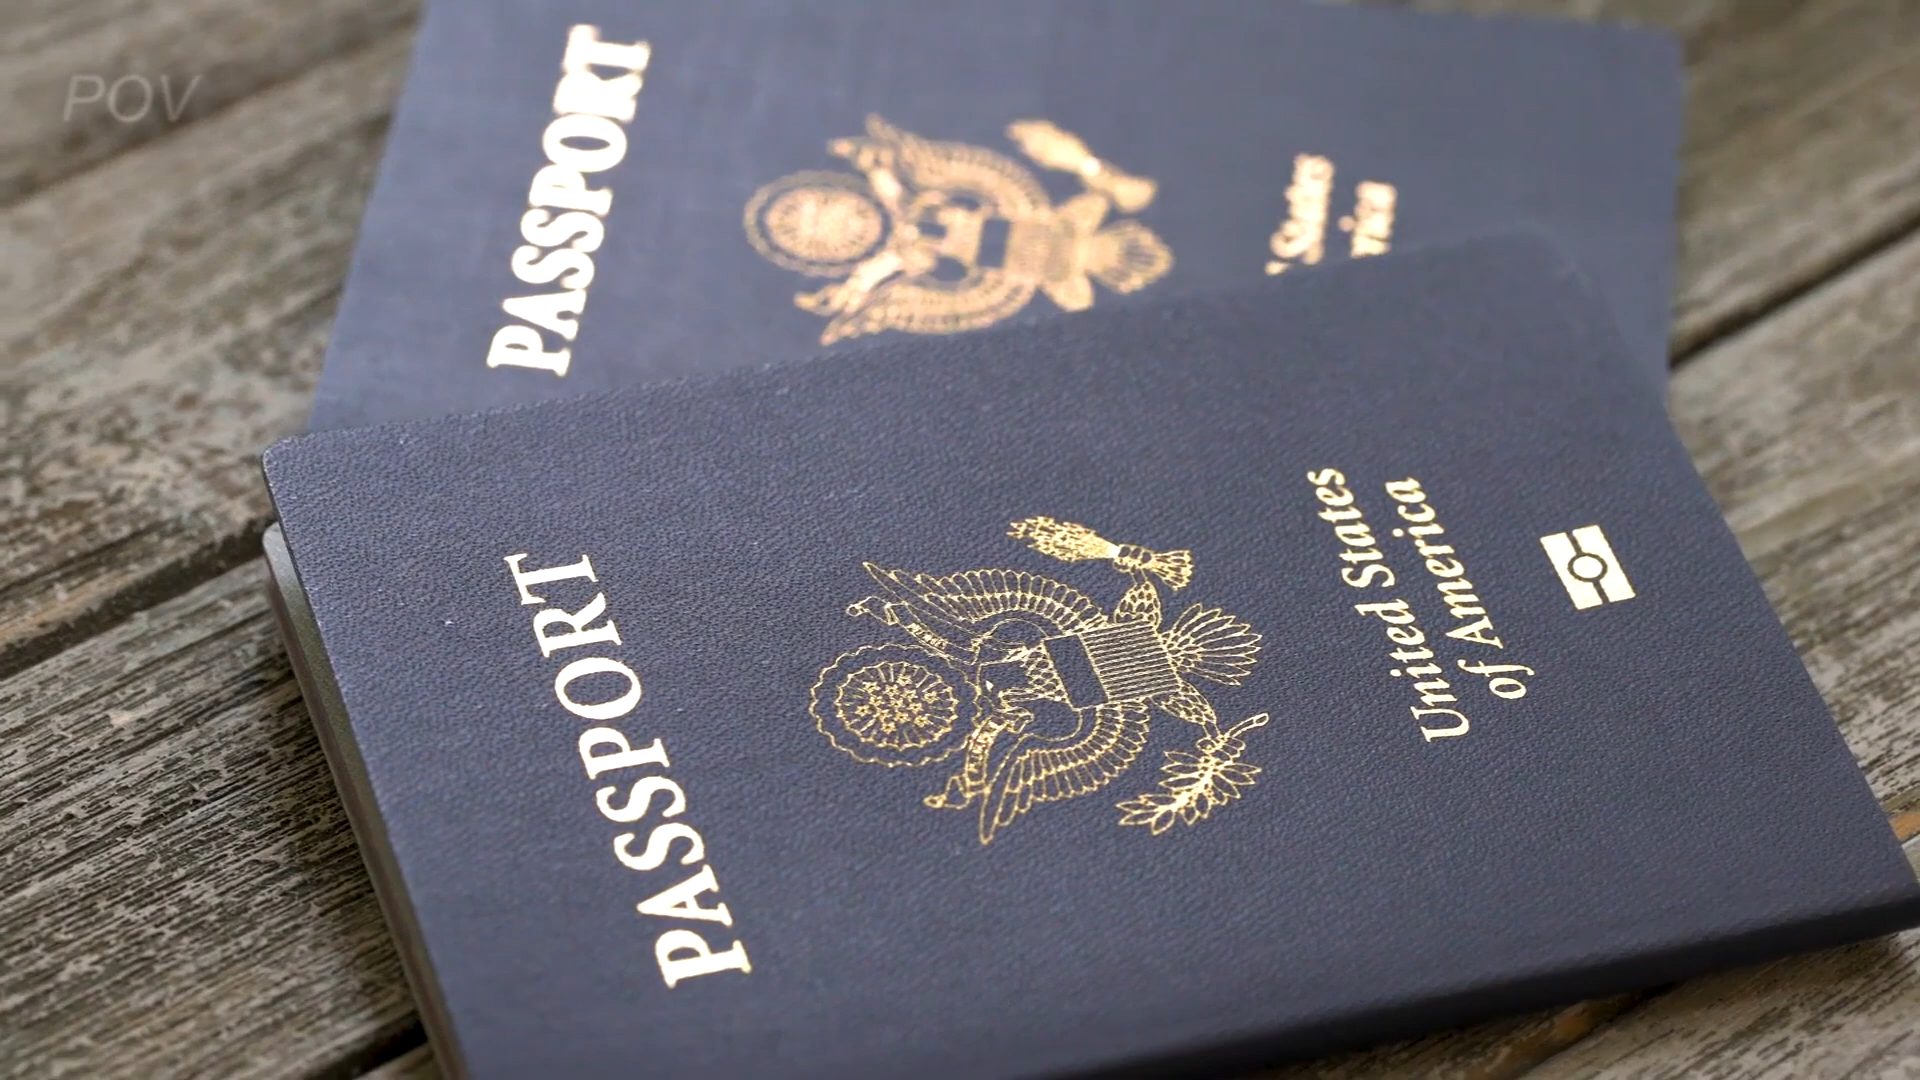 POV
PASSPORT
PASSPORT
United States
of America